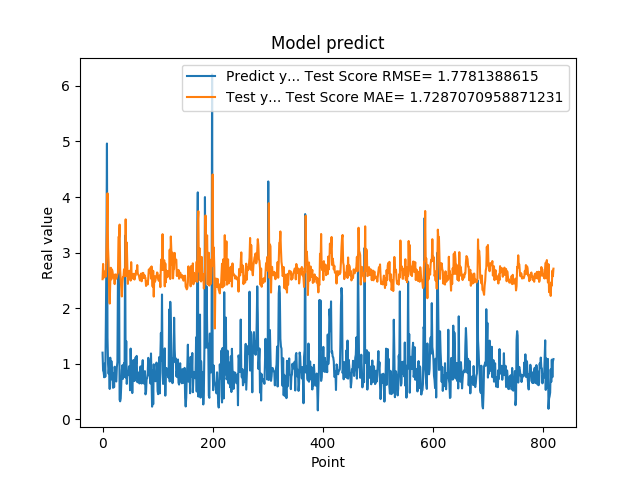 Model predict
Predict y... Test Score RMSE= 1.7781388615
Test y... Test Score MAE= 1.7287070958871231
Real value
6
5
4
3
2
1
0
0 200 400 600 800
Point